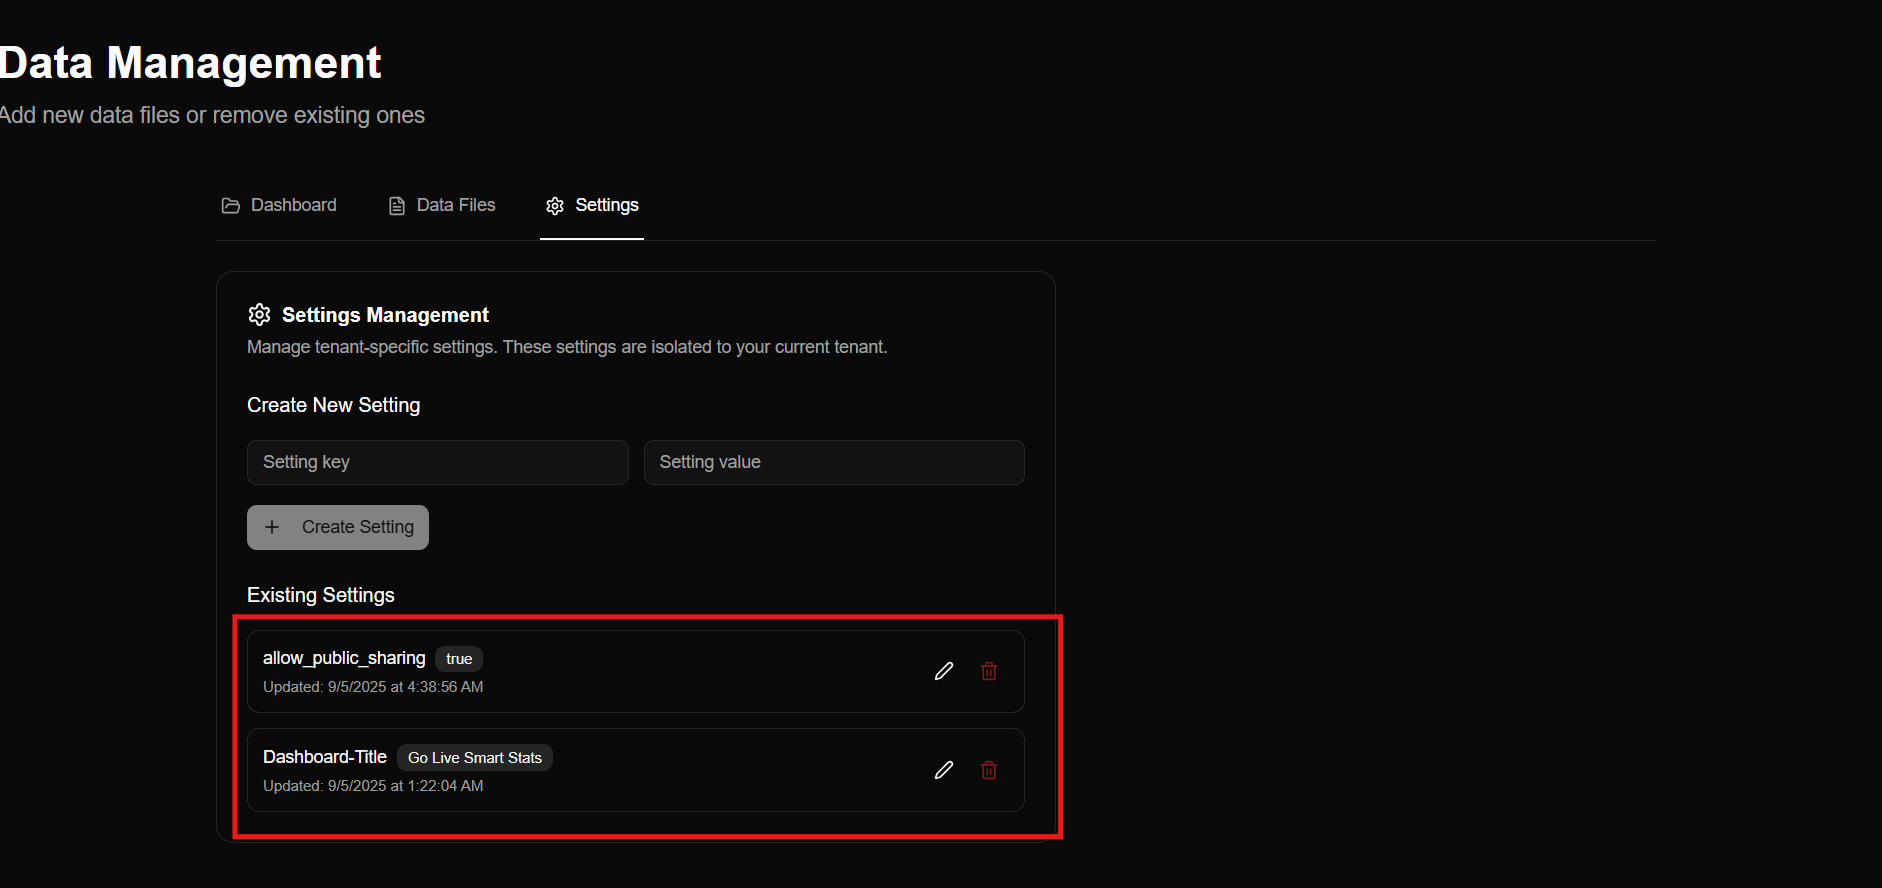 Data Management
Add new data files or remove existing ones
Dashboard
Data Files
Settings
Settings Management
Manage tenant-specific settings. These settings are isolated to your current tenant.
Create New Setting
Setting key
Setting value
Create Setting
Existing Settings
allow_public_sharing true
Updated: 9/5/2025 at 4:38:56 AM
Dashboard-Title Go Live Smart Stats
Updated: 9/5/2025 at 1:22:04 AM